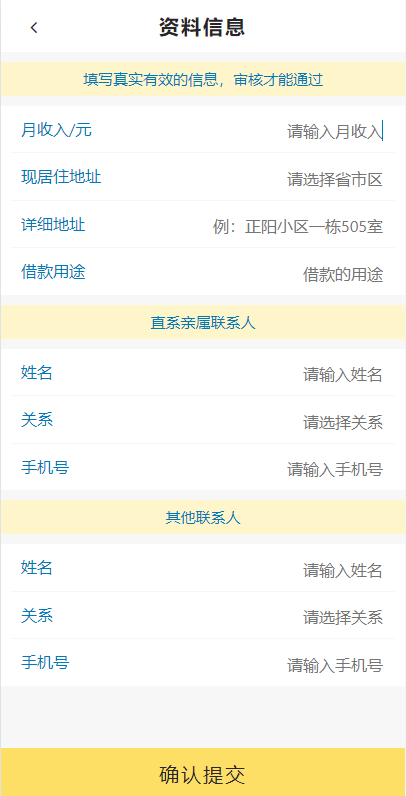 资料信息
填写真实有效的信息，审核才能通过
月收入/元 请输入月收入
现居住地址 请选择省市区
详细地址 例：正阳小区一栋505室
借款用途 借款的用途
直系亲属联系人
姓名 请输入姓名
关系 请选择关系
手机号 请输入手机号
其他联系人
姓名 请输入姓名
关系 请选择关系
手机号 请输入手机号
确认提交